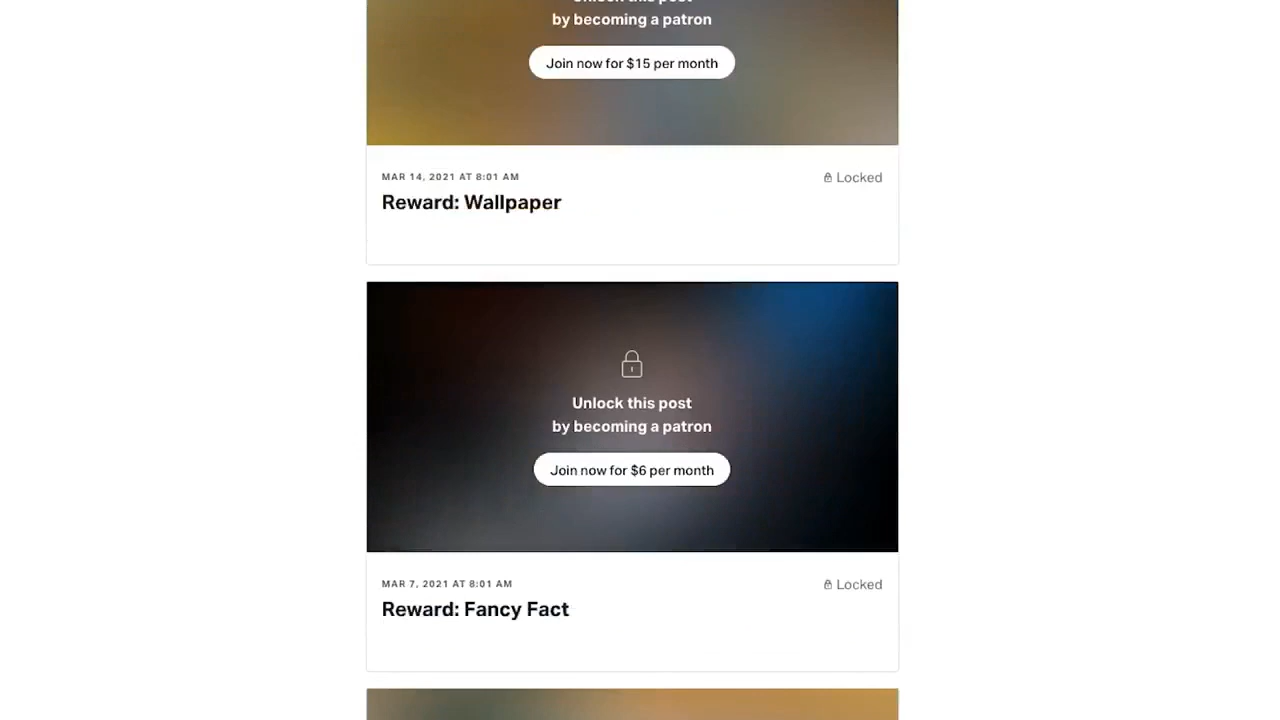 by becoming a patron
Join now for $15 per month
MAR 14, 2021 AT 8:01 AM
Locked
Reward: Wallpaper
Unlock this post
by becoming a patron
Join now for $6 per month
MAR 7, 2021 AT 8:01 AM
Locked
Reward: Fancy Fact